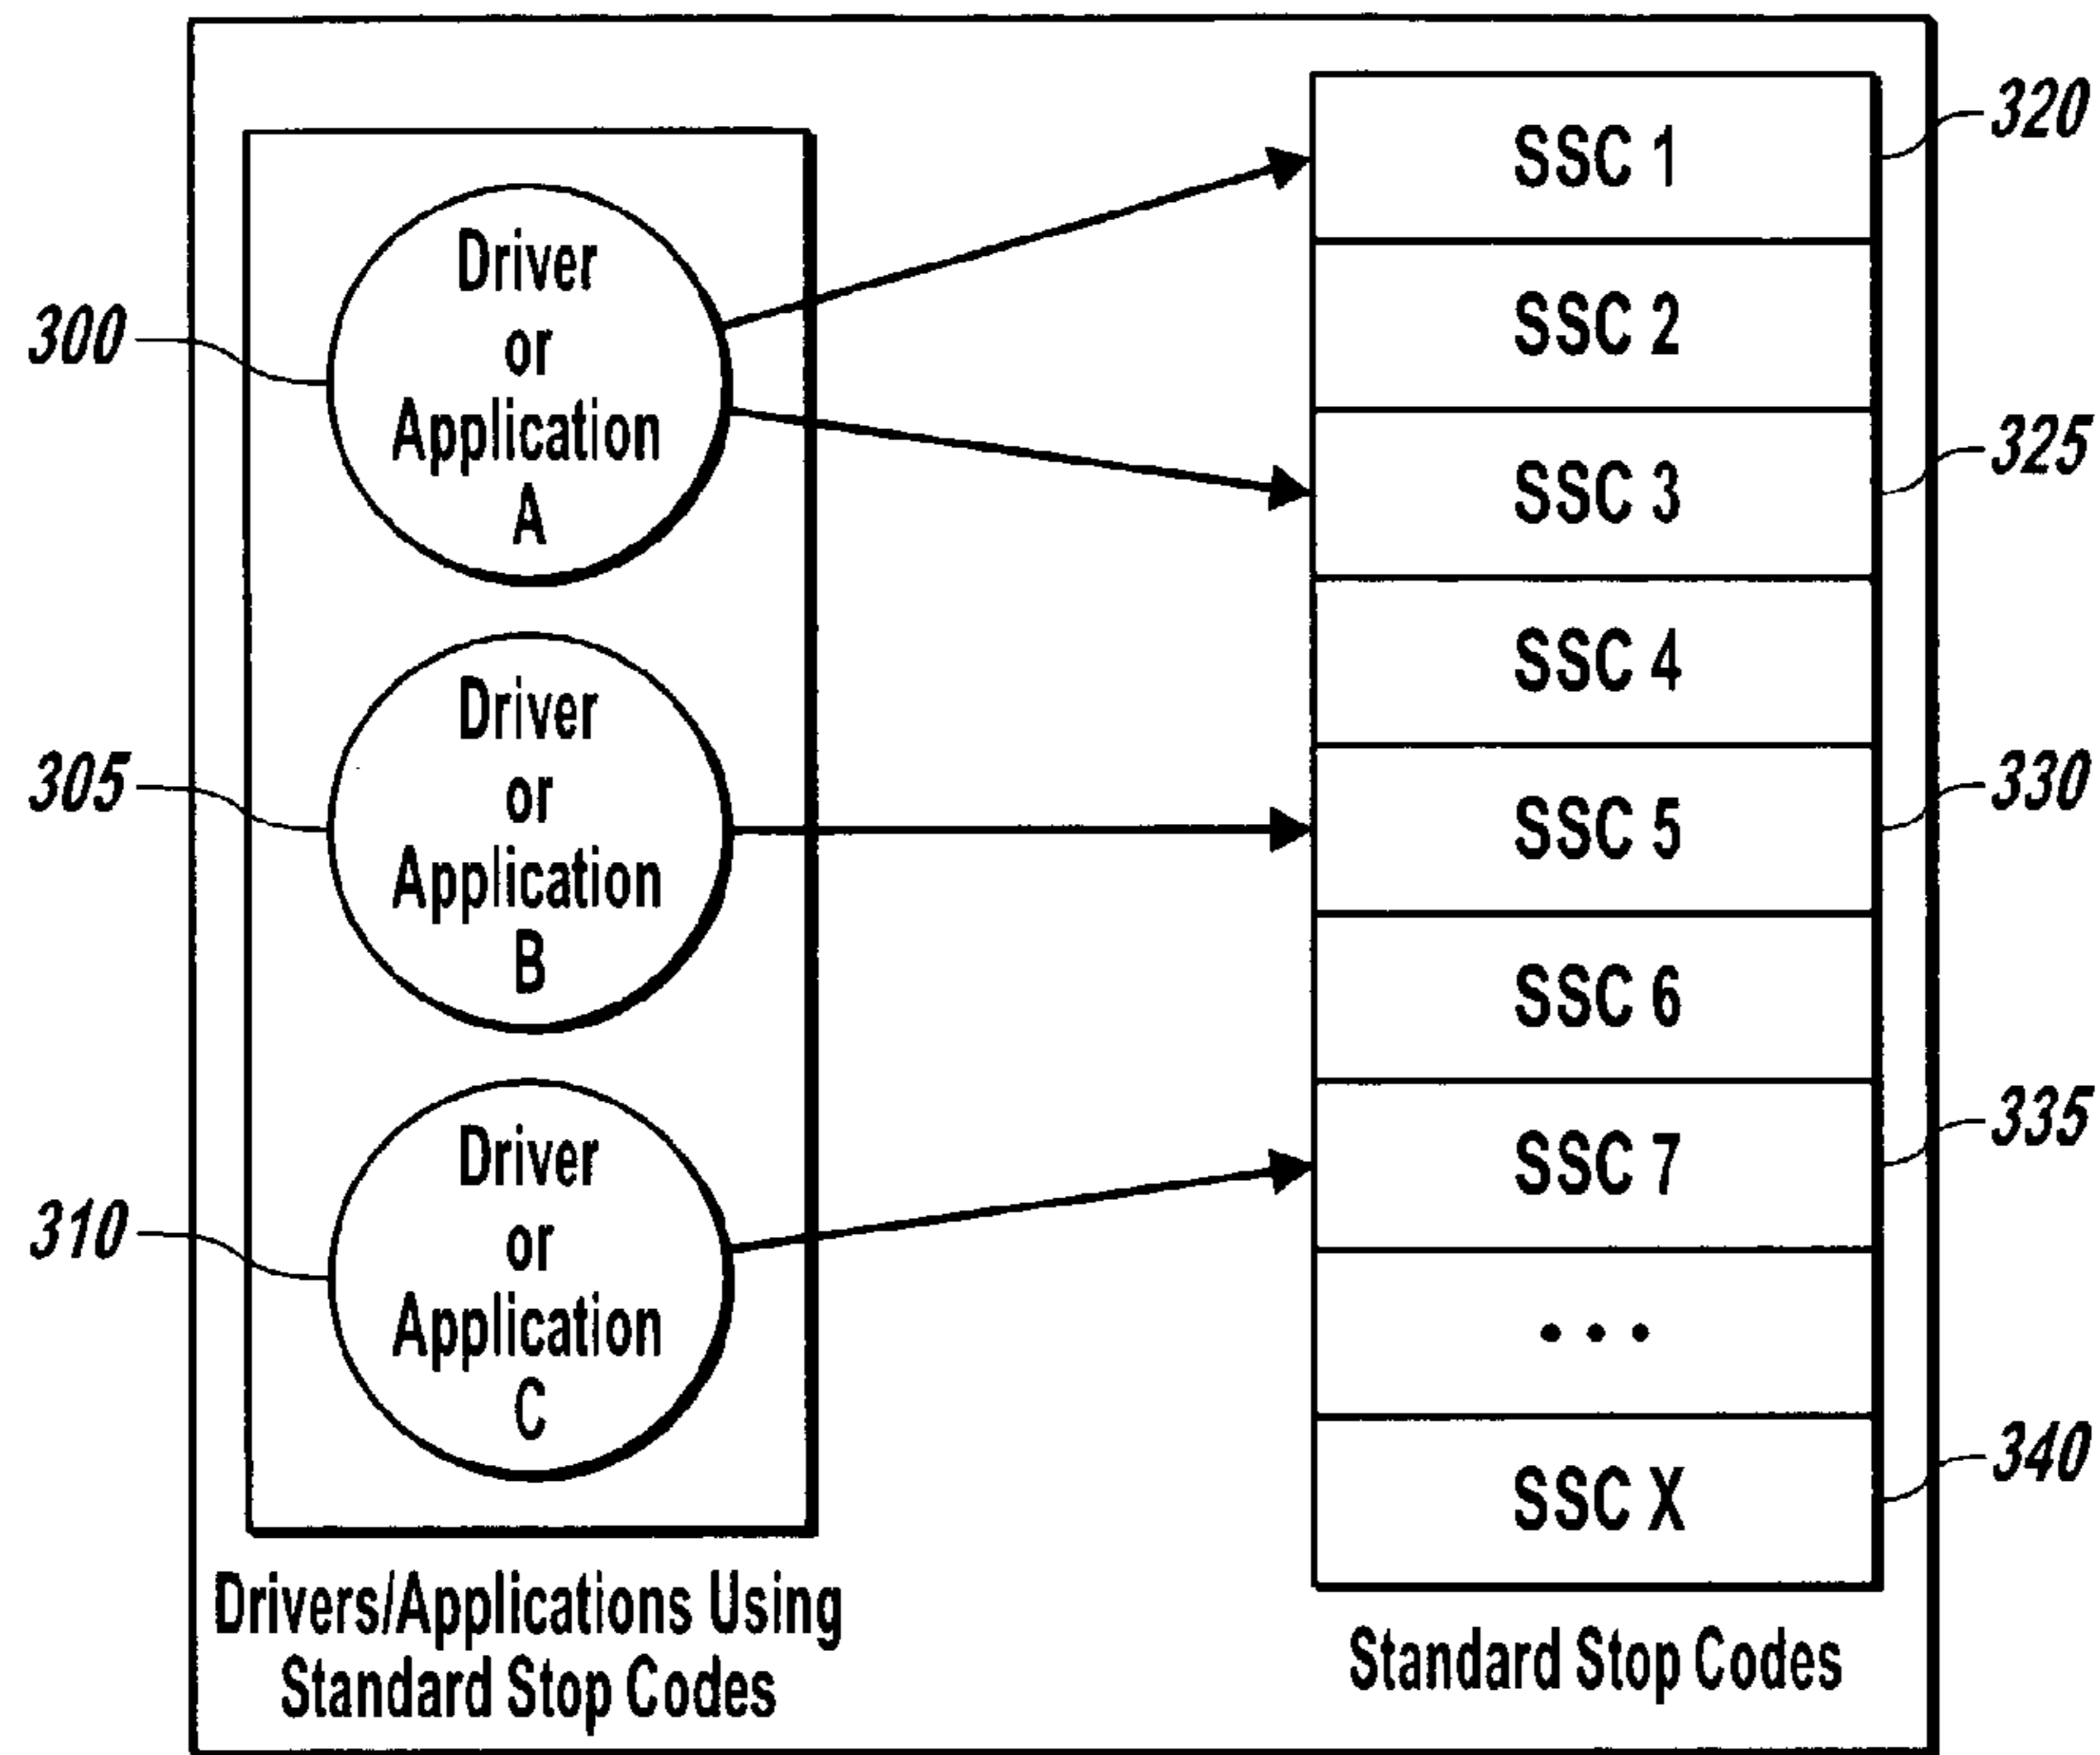 300
Driver
or
Application
A
305
Driver
or
Application
B
310
Driver
or
Application
C
Drivers/Applications Using
Standard Stop Codes
SSC 1
320
SSC 2
SSC 3
325
SSC 4
SSC 5
330
SSC 6
SSC 7
335
• • •
SSC X
340
Standard Stop Codes